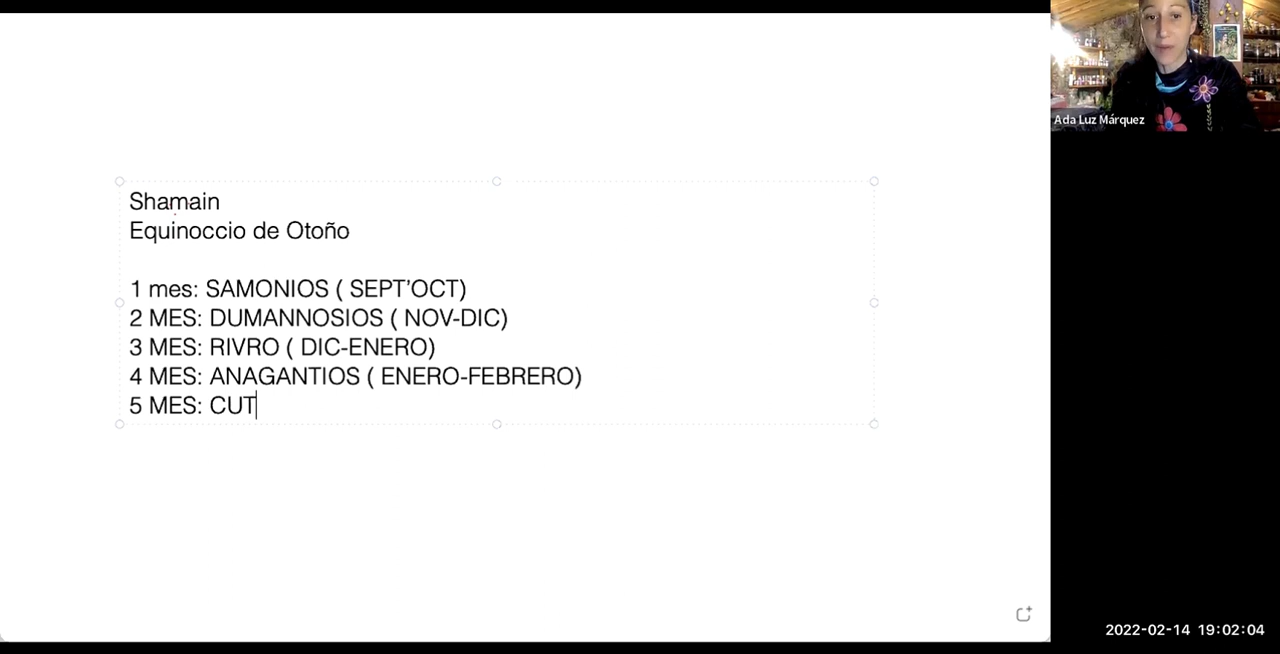 Shamain
Equinoccio de Otoño
1 mes: SAMONIOS ( SEPT'OCT)
2 MES: DUMANNOSIOS ( NOV-DIC)
3 MES: RIVRO ( DIC-ENERO)
4 MES: ANAGANTIOS ( ENERO-FEBRERO)
5 MES: CUT
Ada Luz Márquez
2022-02-14 19:02:04